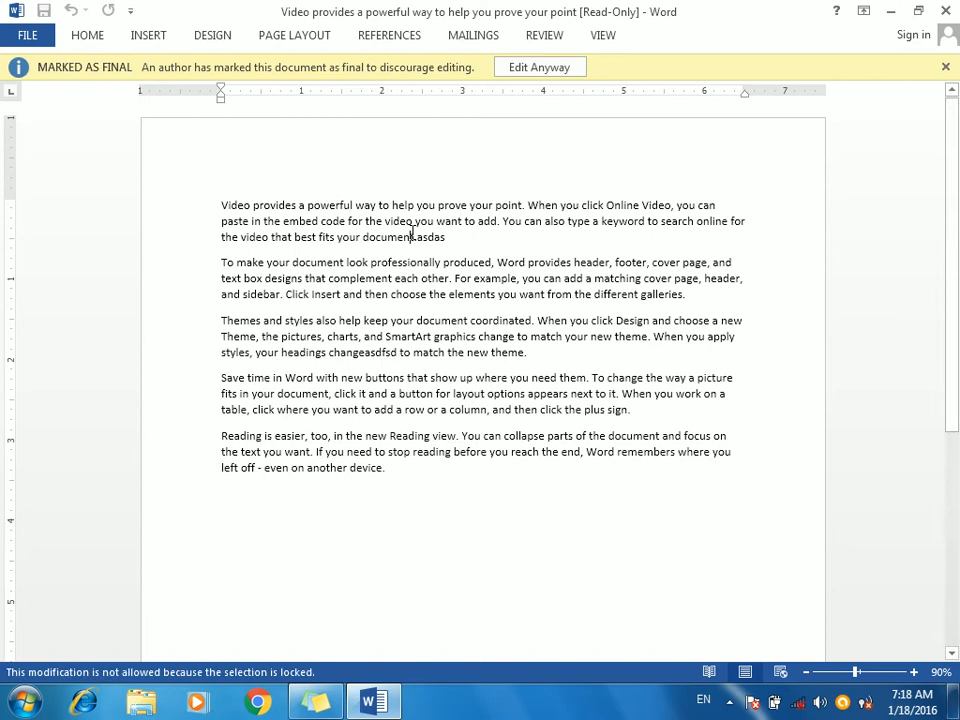 Video provides a powerful way to help you prove your point [Read-Only] - Word
FILE HOME INSERT DESIGN PAGE LAYOUT REFERENCES MAILINGS REVIEW VIEW Sign in
MARKED AS FINAL An author has marked this document as final to discourage editing. Edit Anyway
1 1 2 3 4 5 6 7
Video provides a powerful way to help you prove your point. When you click Online Video, you can
paste in the embed code for the video you want to add. You can also type a keyword to search online for
the video that best fits your document.asdas
To make your document look professionally produced, Word provides header, footer, cover page, and
text box designs that complement each other. For example, you can add a matching cover page, header,
and sidebar. Click Insert and then choose the elements you want from the different galleries.
Themes and styles also help keep your document coordinated. When you click Design and choose a new
Theme, the pictures, charts, and SmartArt graphics change to match your new theme. When you apply
styles, your headings changeasdfsd to match the new theme.
Save time in Word with new buttons that show up where you need them. To change the way a picture
fits in your document, click it and a button for layout options appears next to it. When you work on a
table, click where you want to add a row or a column, and then click the plus sign.
Reading is easier, too, in the new Reading view. You can collapse parts of the document and focus on
the text you want. If you need to stop reading before you reach the end, Word remembers where you
left off - even on another device.
1
1
2
3
4
5
This modification is not allowed because the selection is locked. 90%
EN 7:18 AM
1/18/2016